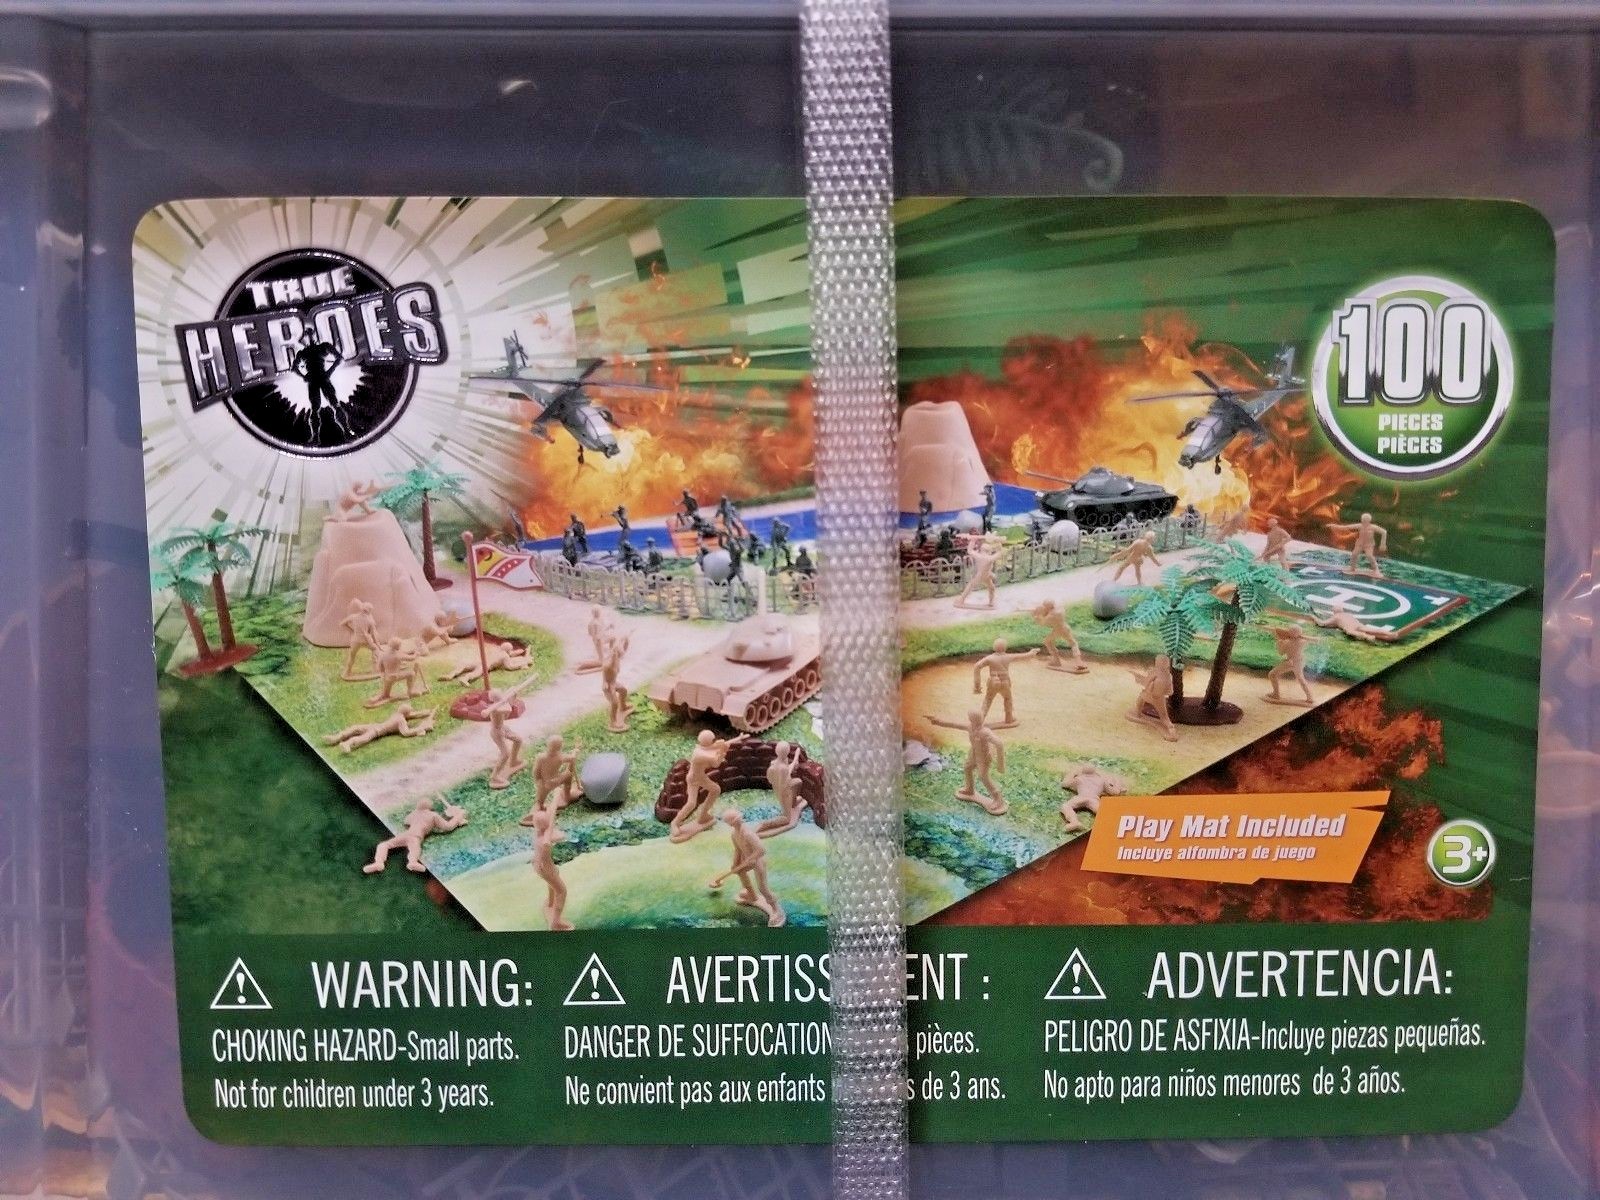 TRUE
HEROES
100
PIECES
PIÈCES
H
Play Mat Included
Incluye alfombra de juego
3+
WARNING:
CHOKING HAZARD-Small parts.
Not for children under 3 years.
AVERTISS ENT :
DANGER DE SUFFOCATION pièces.
Ne convient pas aux enfants de 3 ans.
ADVERTENCIA:
PELIGRO DE ASFIXIA-Incluye piezas pequeñas.
No apto para niños menores de 3 años.